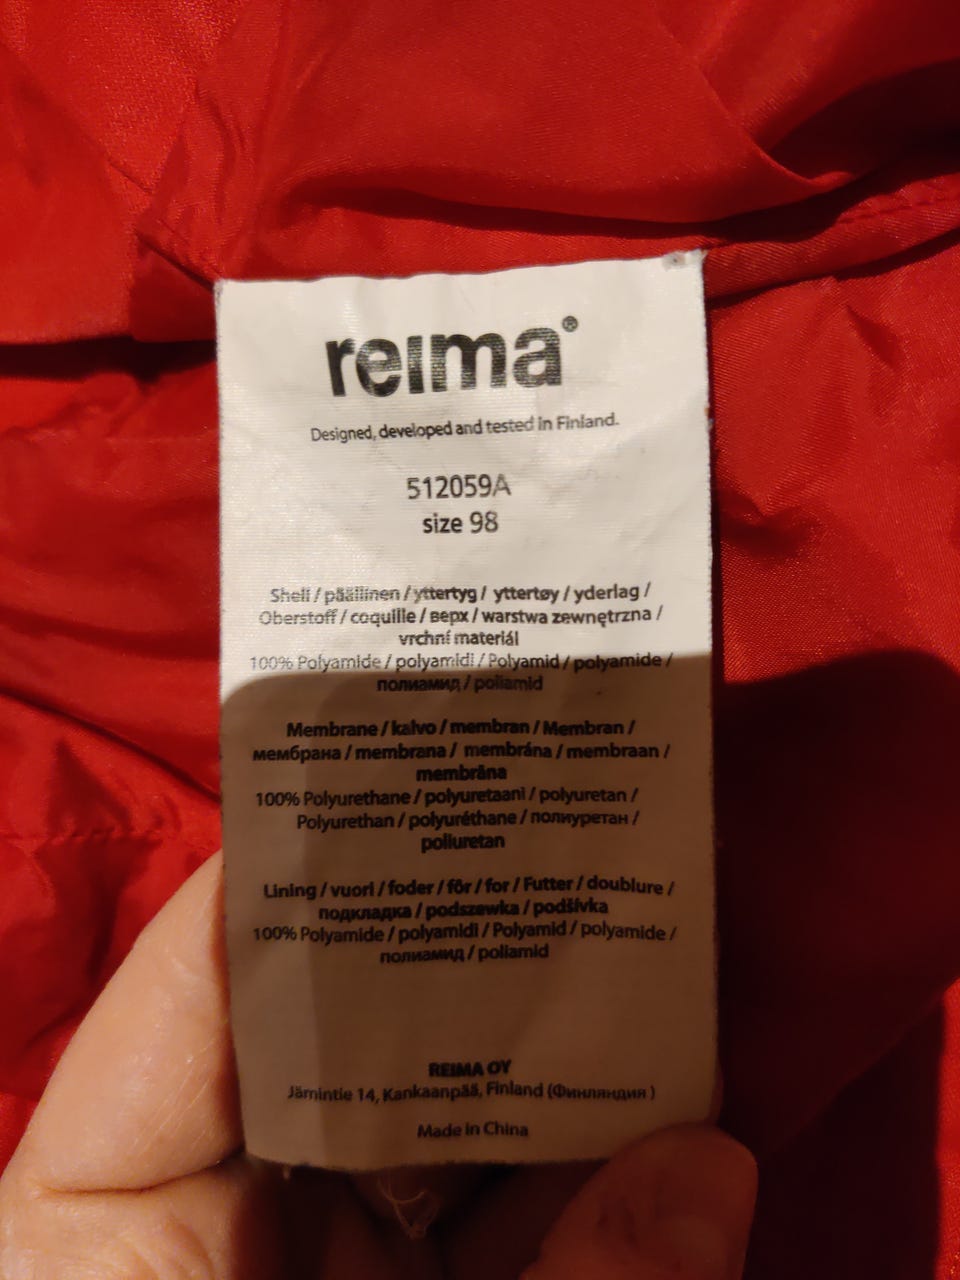 reima®
Designed, developed and tested in Finland.
512059A
size 98
Shell / päällinen / yttertyg / yttertøy / yderlag /
Oberstoff / coquille / верх / warstwa zewnętrzna /
vrchní materiál
100% Polyamide / polyamidi / Polyamid / polyamide /
полиамид / poliamid
Membrane / kalvo / membran / Membran /
мембрана / membrana / membrána / membraan /
membrāna
100% Polyurethane / polyuretaani / polyuretan /
Polyurethan / polyuréthane / полиуретан /
poliuretan
Lining / vuori / foder / fôr / for / Futter / doublure /
подкладка / podszewka / podšívka
100% Polyamide / polyamidi / Polyamid / polyamide /
полиамид / poliamid
REIMA OY
Jämintie 14, Kankaanpää, Finland (Финляндия )
Made in China